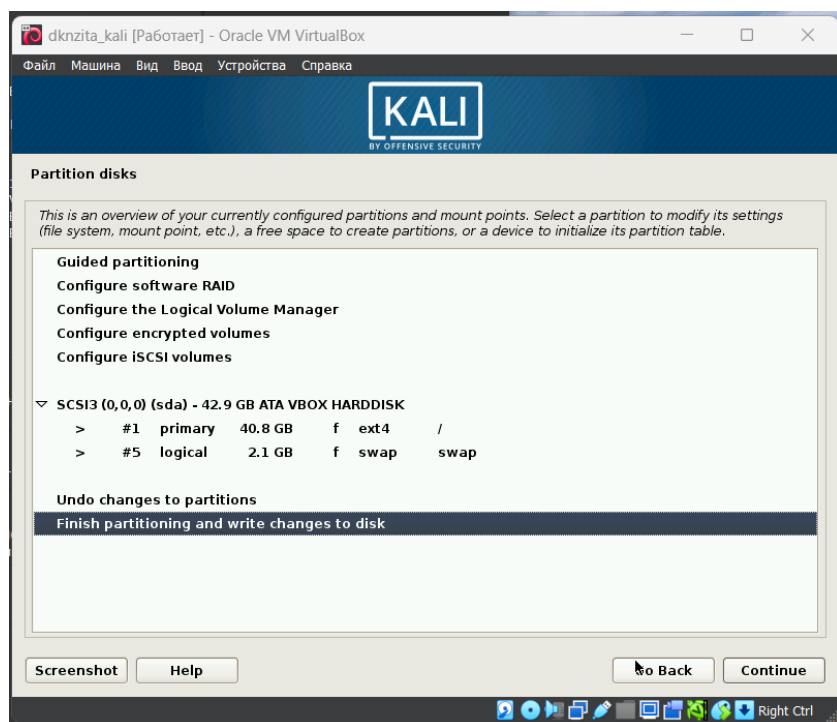 dknzita_kali [Работает] - Oracle VM VirtualBox
Файл Машина Вид Ввод Устройства Справка
KALI
BY OFFENSIVE SECURITY
Partition disks
This is an overview of your currently configured partitions and mount points. Select a partition to modify its settings
(file system, mount point, etc.), a free space to create partitions, or a device to initialize its partition table.
Guided partitioning
Configure software RAID
Configure the Logical Volume Manager
Configure encrypted volumes
Configure iSCSI volumes
SCSI3 (0,0,0) (sda) - 42.9 GB ATA VBOX HARDDISK
> #1 primary 40.8 GB f ext4 /
> #5 logical 2.1 GB f swap swap
Undo changes to partitions
Finish partitioning and write changes to disk
Screenshot Help Go Back Continue
Right Ctrl